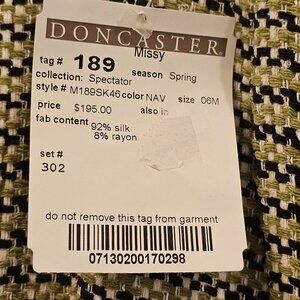 DONCASTER
Missy
tag # 189
collection: Spectator season Spring
style # M189SK46 color NAV size 06M
price $195.00 also in
fab content 92% silk
8% rayon
set #
302
do not remove this tag from garment
07130200170298